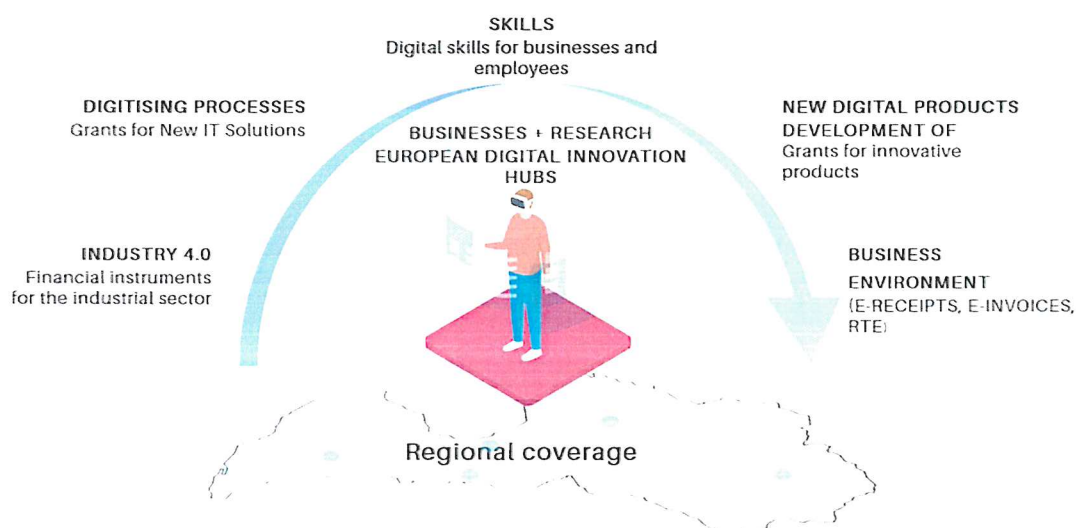 SKILLS
Digital skills for businesses and
employees
DIGITISING PROCESSES
Grants for New IT Solutions
NEW DIGITAL PRODUCTS
DEVELOPMENT OF
Grants for innovative
products
BUSINESSES + RESEARCH
EUROPEAN DIGITAL INNOVATION
HUBS
INDUSTRY 4.0
Financial instruments
for the industrial sector
BUSINESS
ENVIRONMENT
(E-RECEIPTS, E-INVOICES,
RTE)
Regional coverage